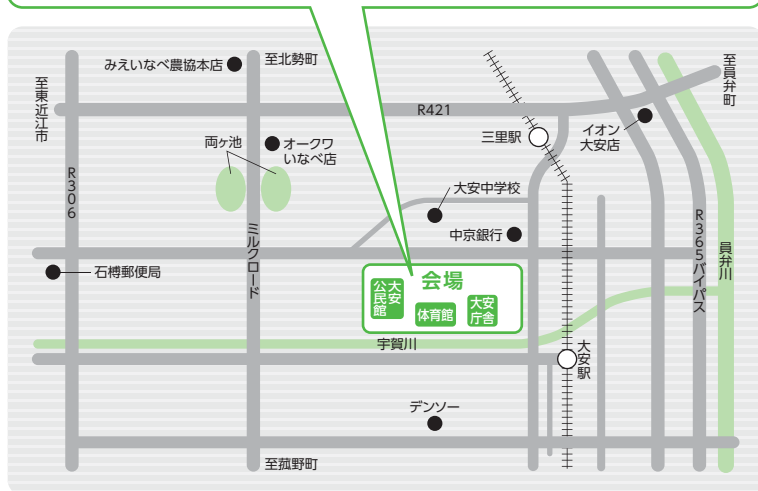 みえいなべ農協本店
至北勢町
至員弁町
至東近江市
R421
三里駅
イオン
大安店
両ヶ池
オークワ
いなべ店
R306
大安中学校
中京銀行
ミルクロード
R365バイパス
員弁川
石榑郵便局
会場
大安
公民館
体育館
大安
庁舎
宇賀川
大安駅
デンソー
至菰野町